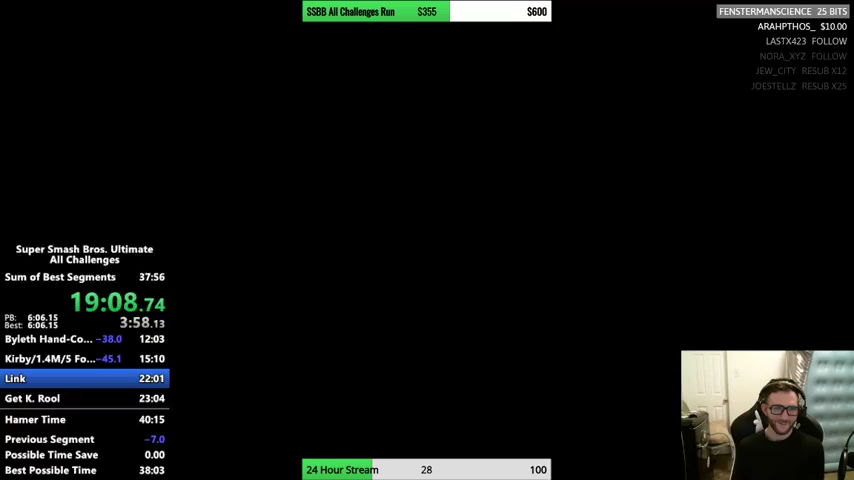 SSBB All Challenges Run $355 $600
FENSTERMANSCIENCE 25 BITS
ARAHPTHOS_ $10.00
LASTX423 FOLLOW
NORA_XYZ FOLLOW
JEW_CITY RESUB X12
JOESTELLZ RESUB X25
Super Smash Bros. Ultimate
All Challenges
Sum of Best Segments 37:56
19:08.74
PB: 6:06.15
Best: 6:06.15 3:58.13
Byleth Hand-Co... −38.0 12:03
Kirby/1.4M/5 Fo... −45.1 15:10
Link 22:01
Get K. Rool 23:04
Hamer Time 40:15
Previous Segment −7.0
Possible Time Save 0.00
Best Possible Time 38:03
24 Hour Stream 28 100